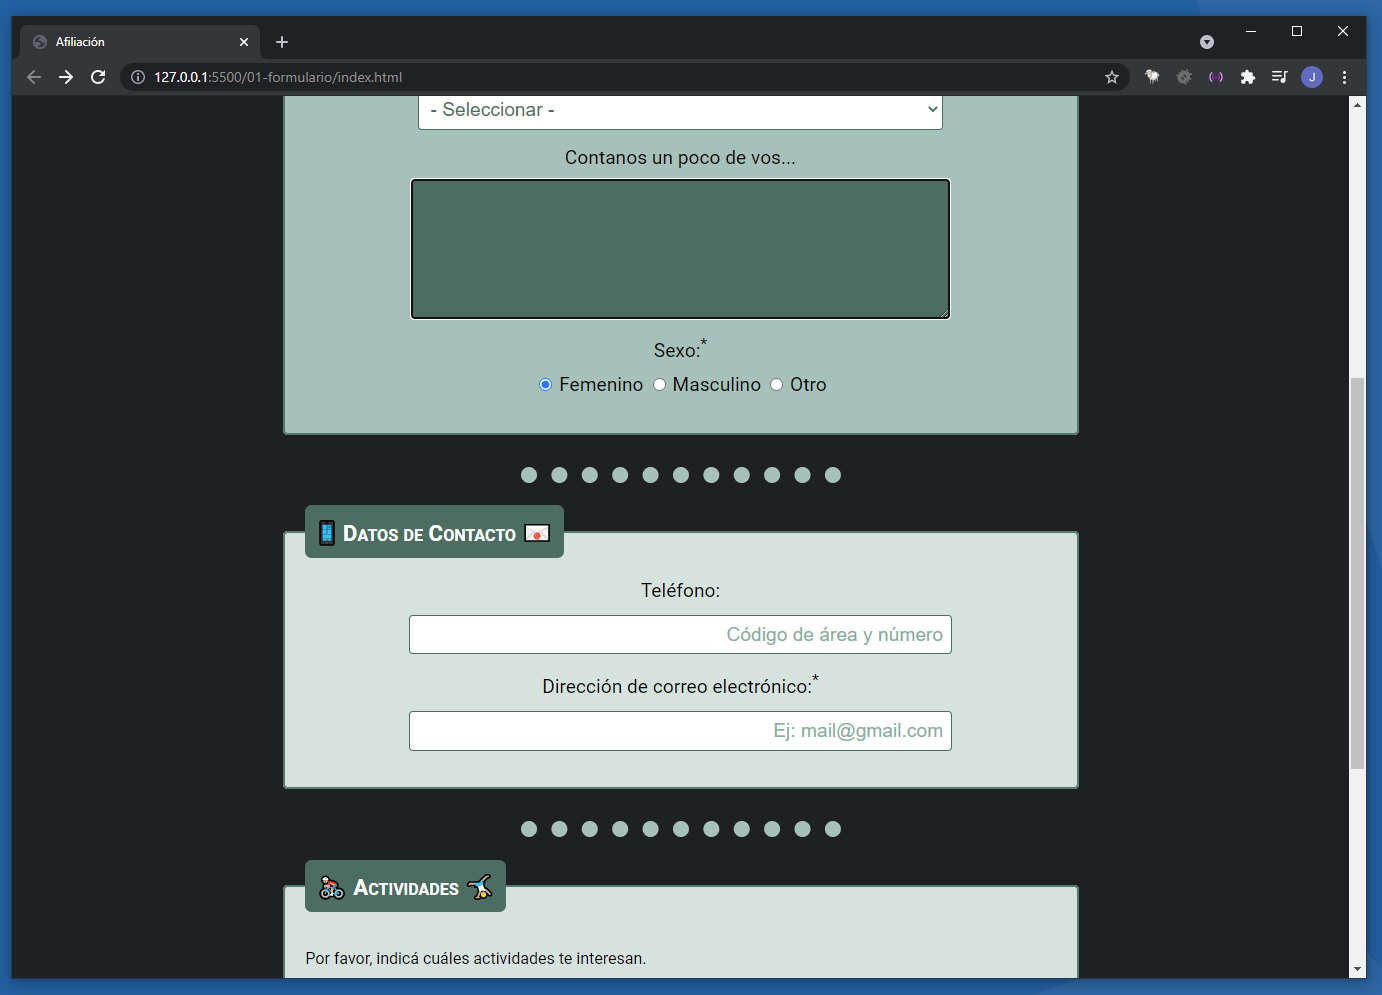 Afiliación
127.0.0.1:5500/01-formulario/index.html
J
- Seleccionar -
Contanos un poco de vos...
Sexo:*
Femenino Masculino Otro
Datos de Contacto
Teléfono:
Código de área y número
Dirección de correo electrónico:*
Ej: mail@gmail.com
Actividades
Por favor, indicá cuáles actividades te interesan.